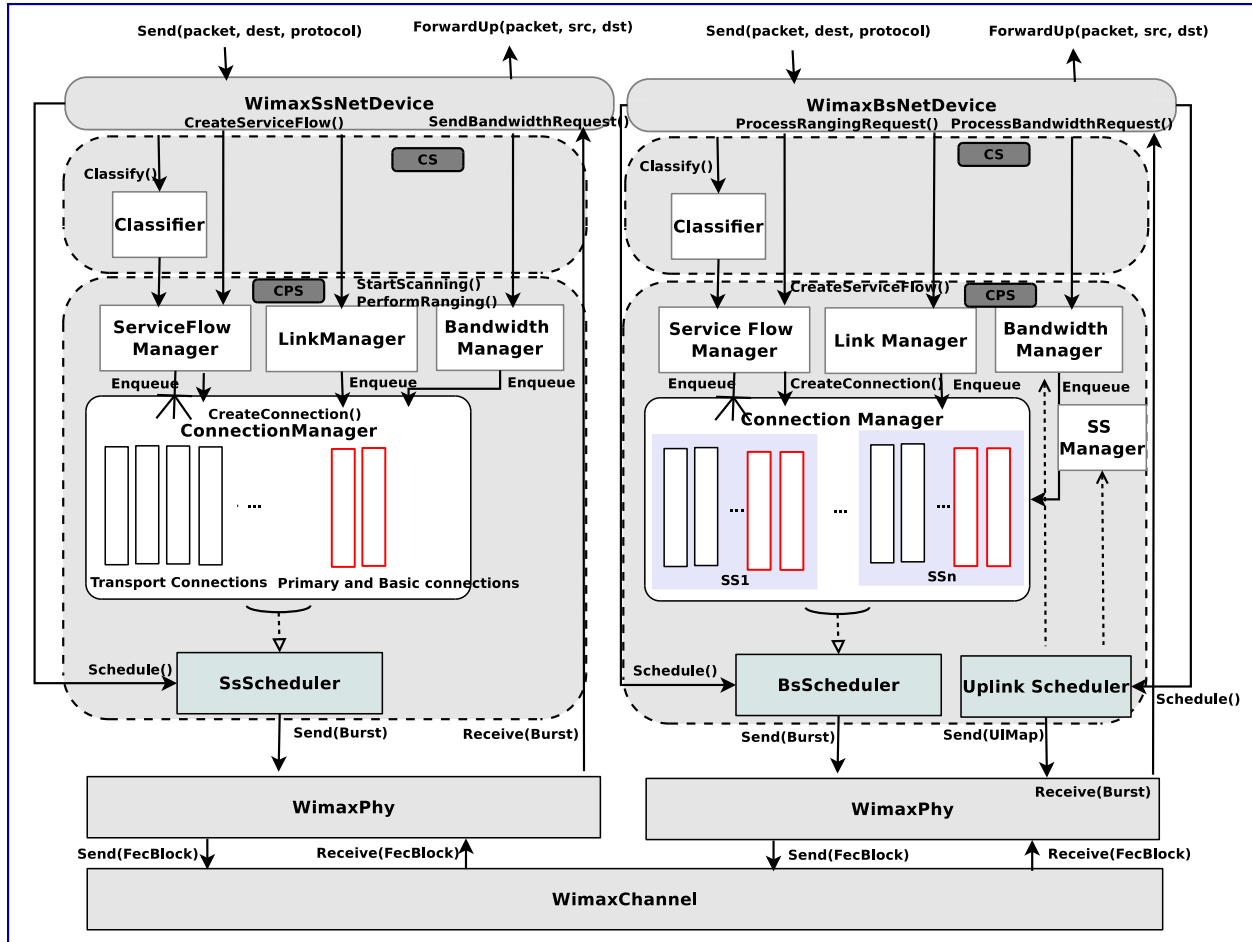 Send(packet, dest, protocol)
ForwardUp(packet, src, dst)
WimaxSsNetDevice
CreateServiceFlow()
SendBandwidthRequest()
CS
Classify()
Classifier
CPS
StartScanning()
PerformRanging()
ServiceFlow
Manager
LinkManager
Bandwidth
Manager
Enqueue
Enqueue
Enqueue
CreateConnection()
ConnectionManager
...
Transport Connections
Primary and Basic connections
Schedule()
SsScheduler
Send(Burst)
Receive(Burst)
WimaxPhy
Send(FecBlock)
Receive(FecBlock)
Send(packet, dest, protocol)
ForwardUp(packet, src, dst)
WimaxBsNetDevice
ProcessRangingRequest()
ProcessBandwidthRequest()
CS
Classify()
Classifier
CreateServiceFlow()
CPS
Service Flow
Manager
Link Manager
Bandwidth
Manager
Enqueue
CreateConnection()
Enqueue
Enqueue
Connection Manager
SS
Manager
...
...
...
SS1
SSn
Schedule()
BsScheduler
Uplink Scheduler
Schedule()
Send(Burst)
Send(UlMap)
WimaxPhy
Receive(Burst)
Send(FecBlock)
Receive(FecBlock)
WimaxChannel